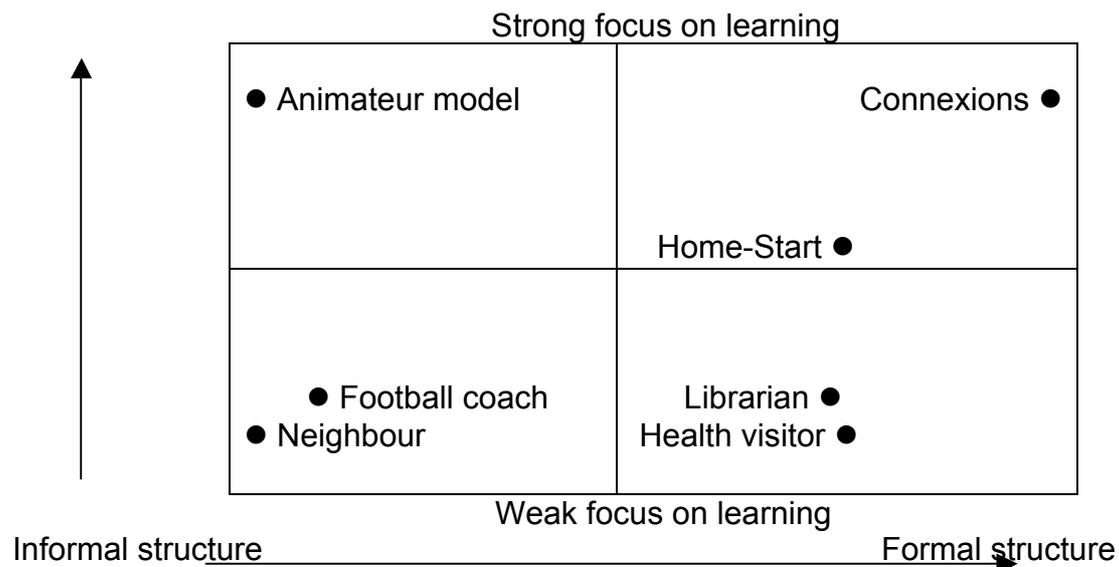 Strong focus on learning
Animateur model
Connexions
Home-Start
Football coach
Librarian
Neighbour
Health visitor
Weak focus on learning
Informal structure
Formal structure